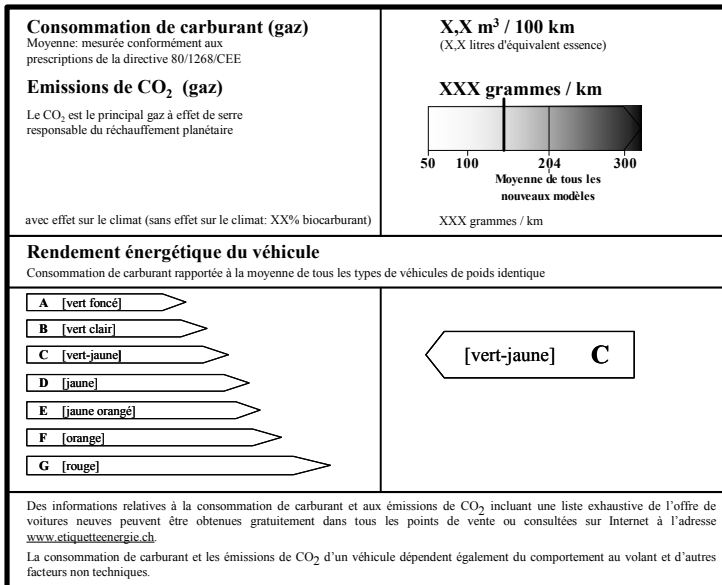 Consommation de carburant (gaz)
Moyenne: mesurée conformément aux
prescriptions de la directive 80/1268/CEE
X,X m³ / 100 km
(X,X litres d'équivalent essence)
Emissions de CO₂ (gaz)
Le CO₂ est le principal gaz à effet de serre
responsable du réchauffement planétaire
XXX grammes / km
50 100 204 300
Moyenne de tous les
nouveaux modèles
avec effet sur le climat (sans effet sur le climat: XX% biocarburant)
XXX grammes / km
Rendement énergétique du véhicule
Consommation de carburant rapportée à la moyenne de tous les types de véhicules de poids identique
A [vert foncé]
B [vert clair]
C [vert-jaune]
D [jaune]
E [jaune orangé]
F [orange]
G [rouge]
[vert-jaune] C
Des informations relatives à la consommation de carburant et aux émissions de CO₂ incluant une liste exhaustive de l'offre de
voitures neuves peuvent être obtenues gratuitement dans tous les points de vente ou consultées sur Internet à l'adresse
www.etiquetteenergie.ch.
La consommation de carburant et les émissions de CO₂ d'un véhicule dépendent également du comportement au volant et d'autres
facteurs non techniques.